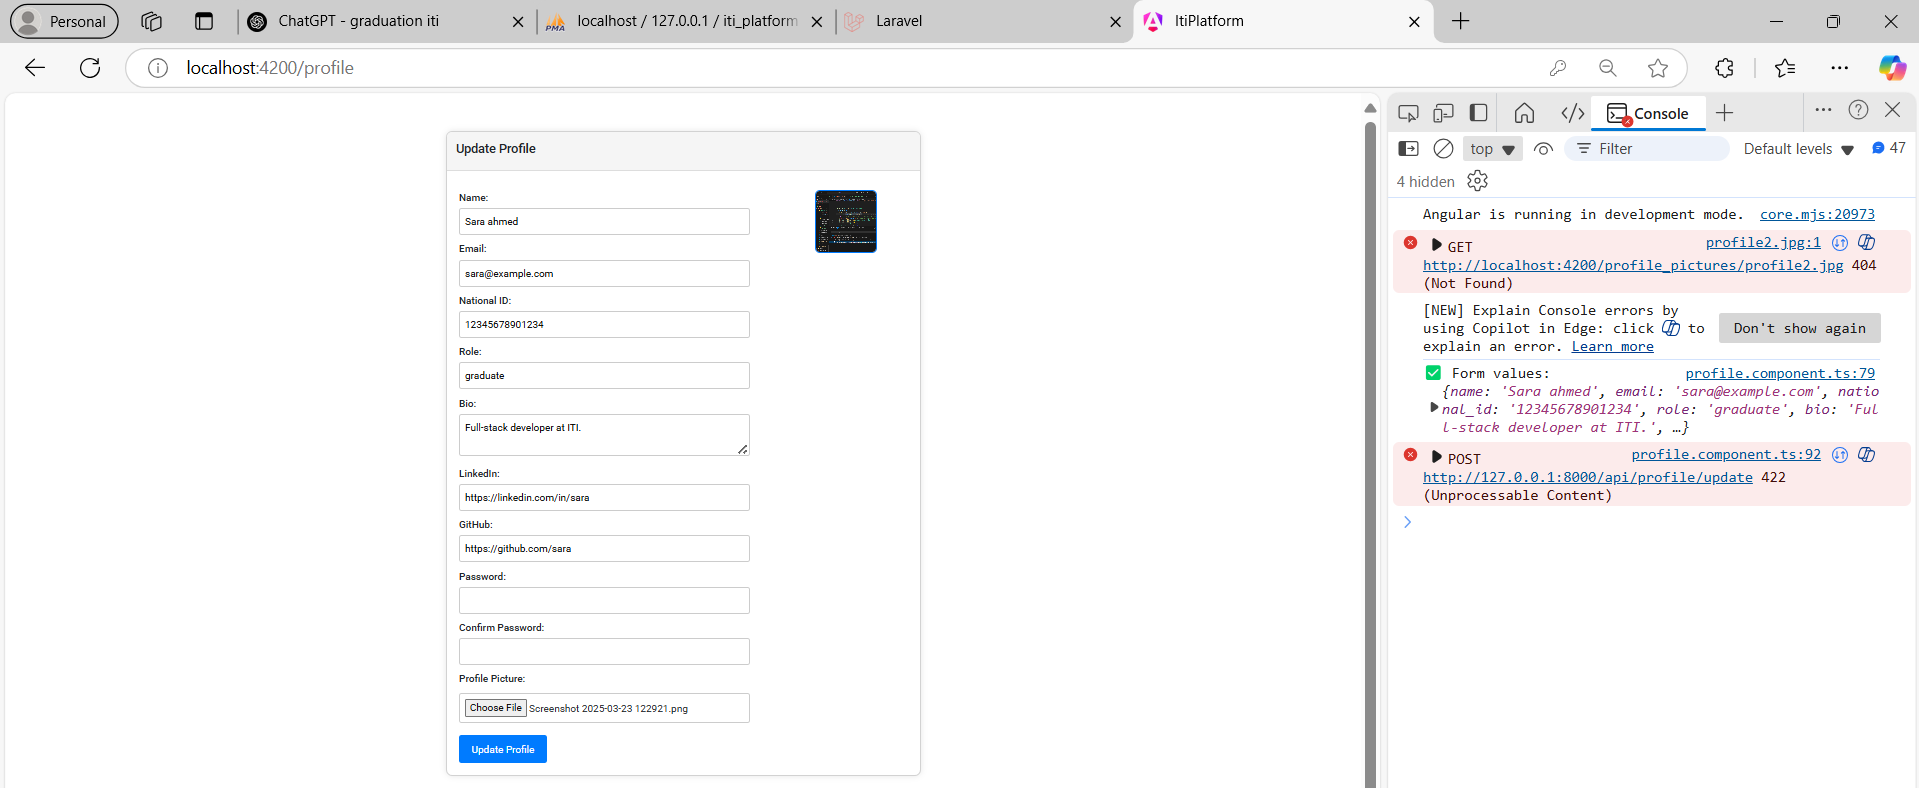 Personal
ChatGPT - graduation iti
localhost / 127.0.0.1 / iti_platform
Laravel
ItiPlatform
localhost:4200/profile
Update Profile
Name:
Sara ahmed
Email:
sara@example.com
National ID:
12345678901234
Role:
graduate
Bio:
Full-stack developer at ITI.
LinkedIn:
https://linkedin.com/in/sara
GitHub:
https://github.com/sara
Password:
Confirm Password:
Profile Picture:
Choose File Screenshot 2025-03-23 122921.png
Update Profile
Console
top
Filter
Default levels
47
4 hidden
Angular is running in development mode. core.mjs:20973
GET profile2.jpg:1
http://localhost:4200/profile_pictures/profile2.jpg 404
(Not Found)
[NEW] Explain Console errors by
using Copilot in Edge: click to
explain an error. Learn more
Don't show again
Form values: profile.component.ts:79
{name: 'Sara ahmed', email: 'sara@example.com', natio
nal_id: '12345678901234', role: 'graduate', bio: 'Ful
l-stack developer at ITI.', …}
POST profile.component.ts:92
http://127.0.0.1:8000/api/profile/update 422
(Unprocessable Content)